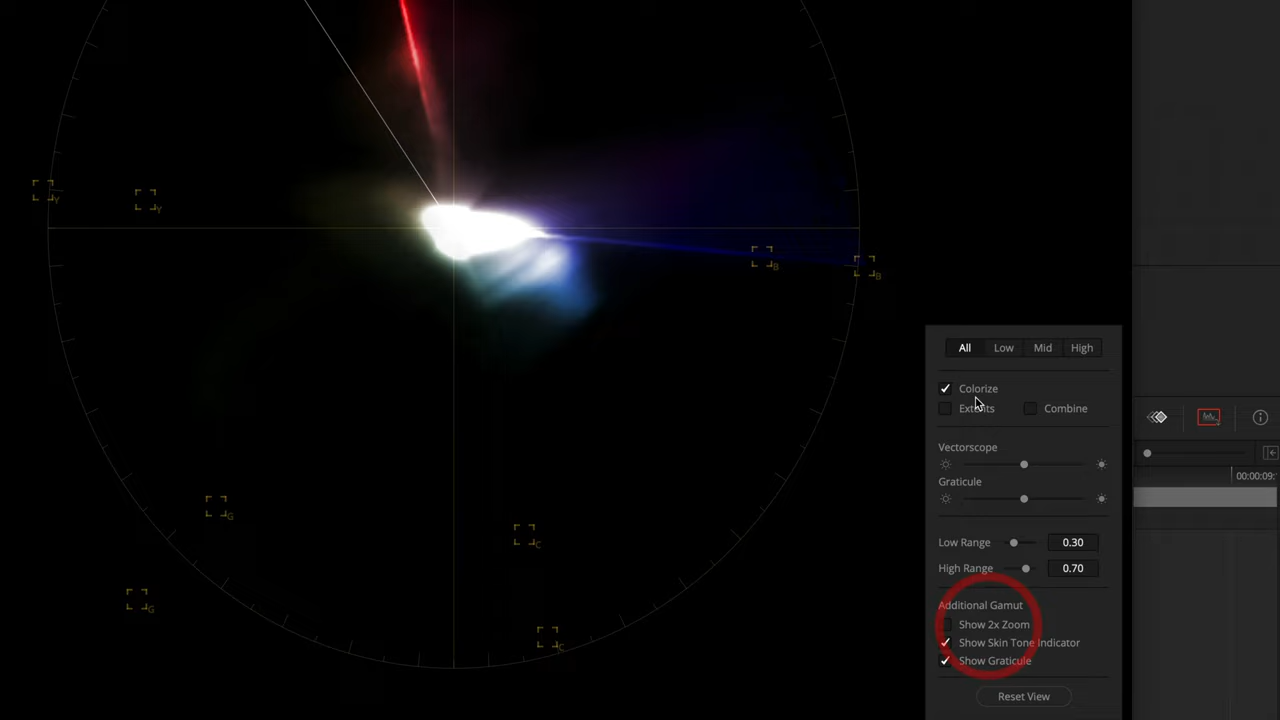 Y
Y
B
B
G
C
G
C
All Low Mid High
Colorize
Extents Combine
Vectorscope
Graticule
Low Range 0.30
High Range 0.70
Additional Gamut
Show 2x Zoom
Show Skin Tone Indicator
Show Graticule
Reset View
00:00:09: